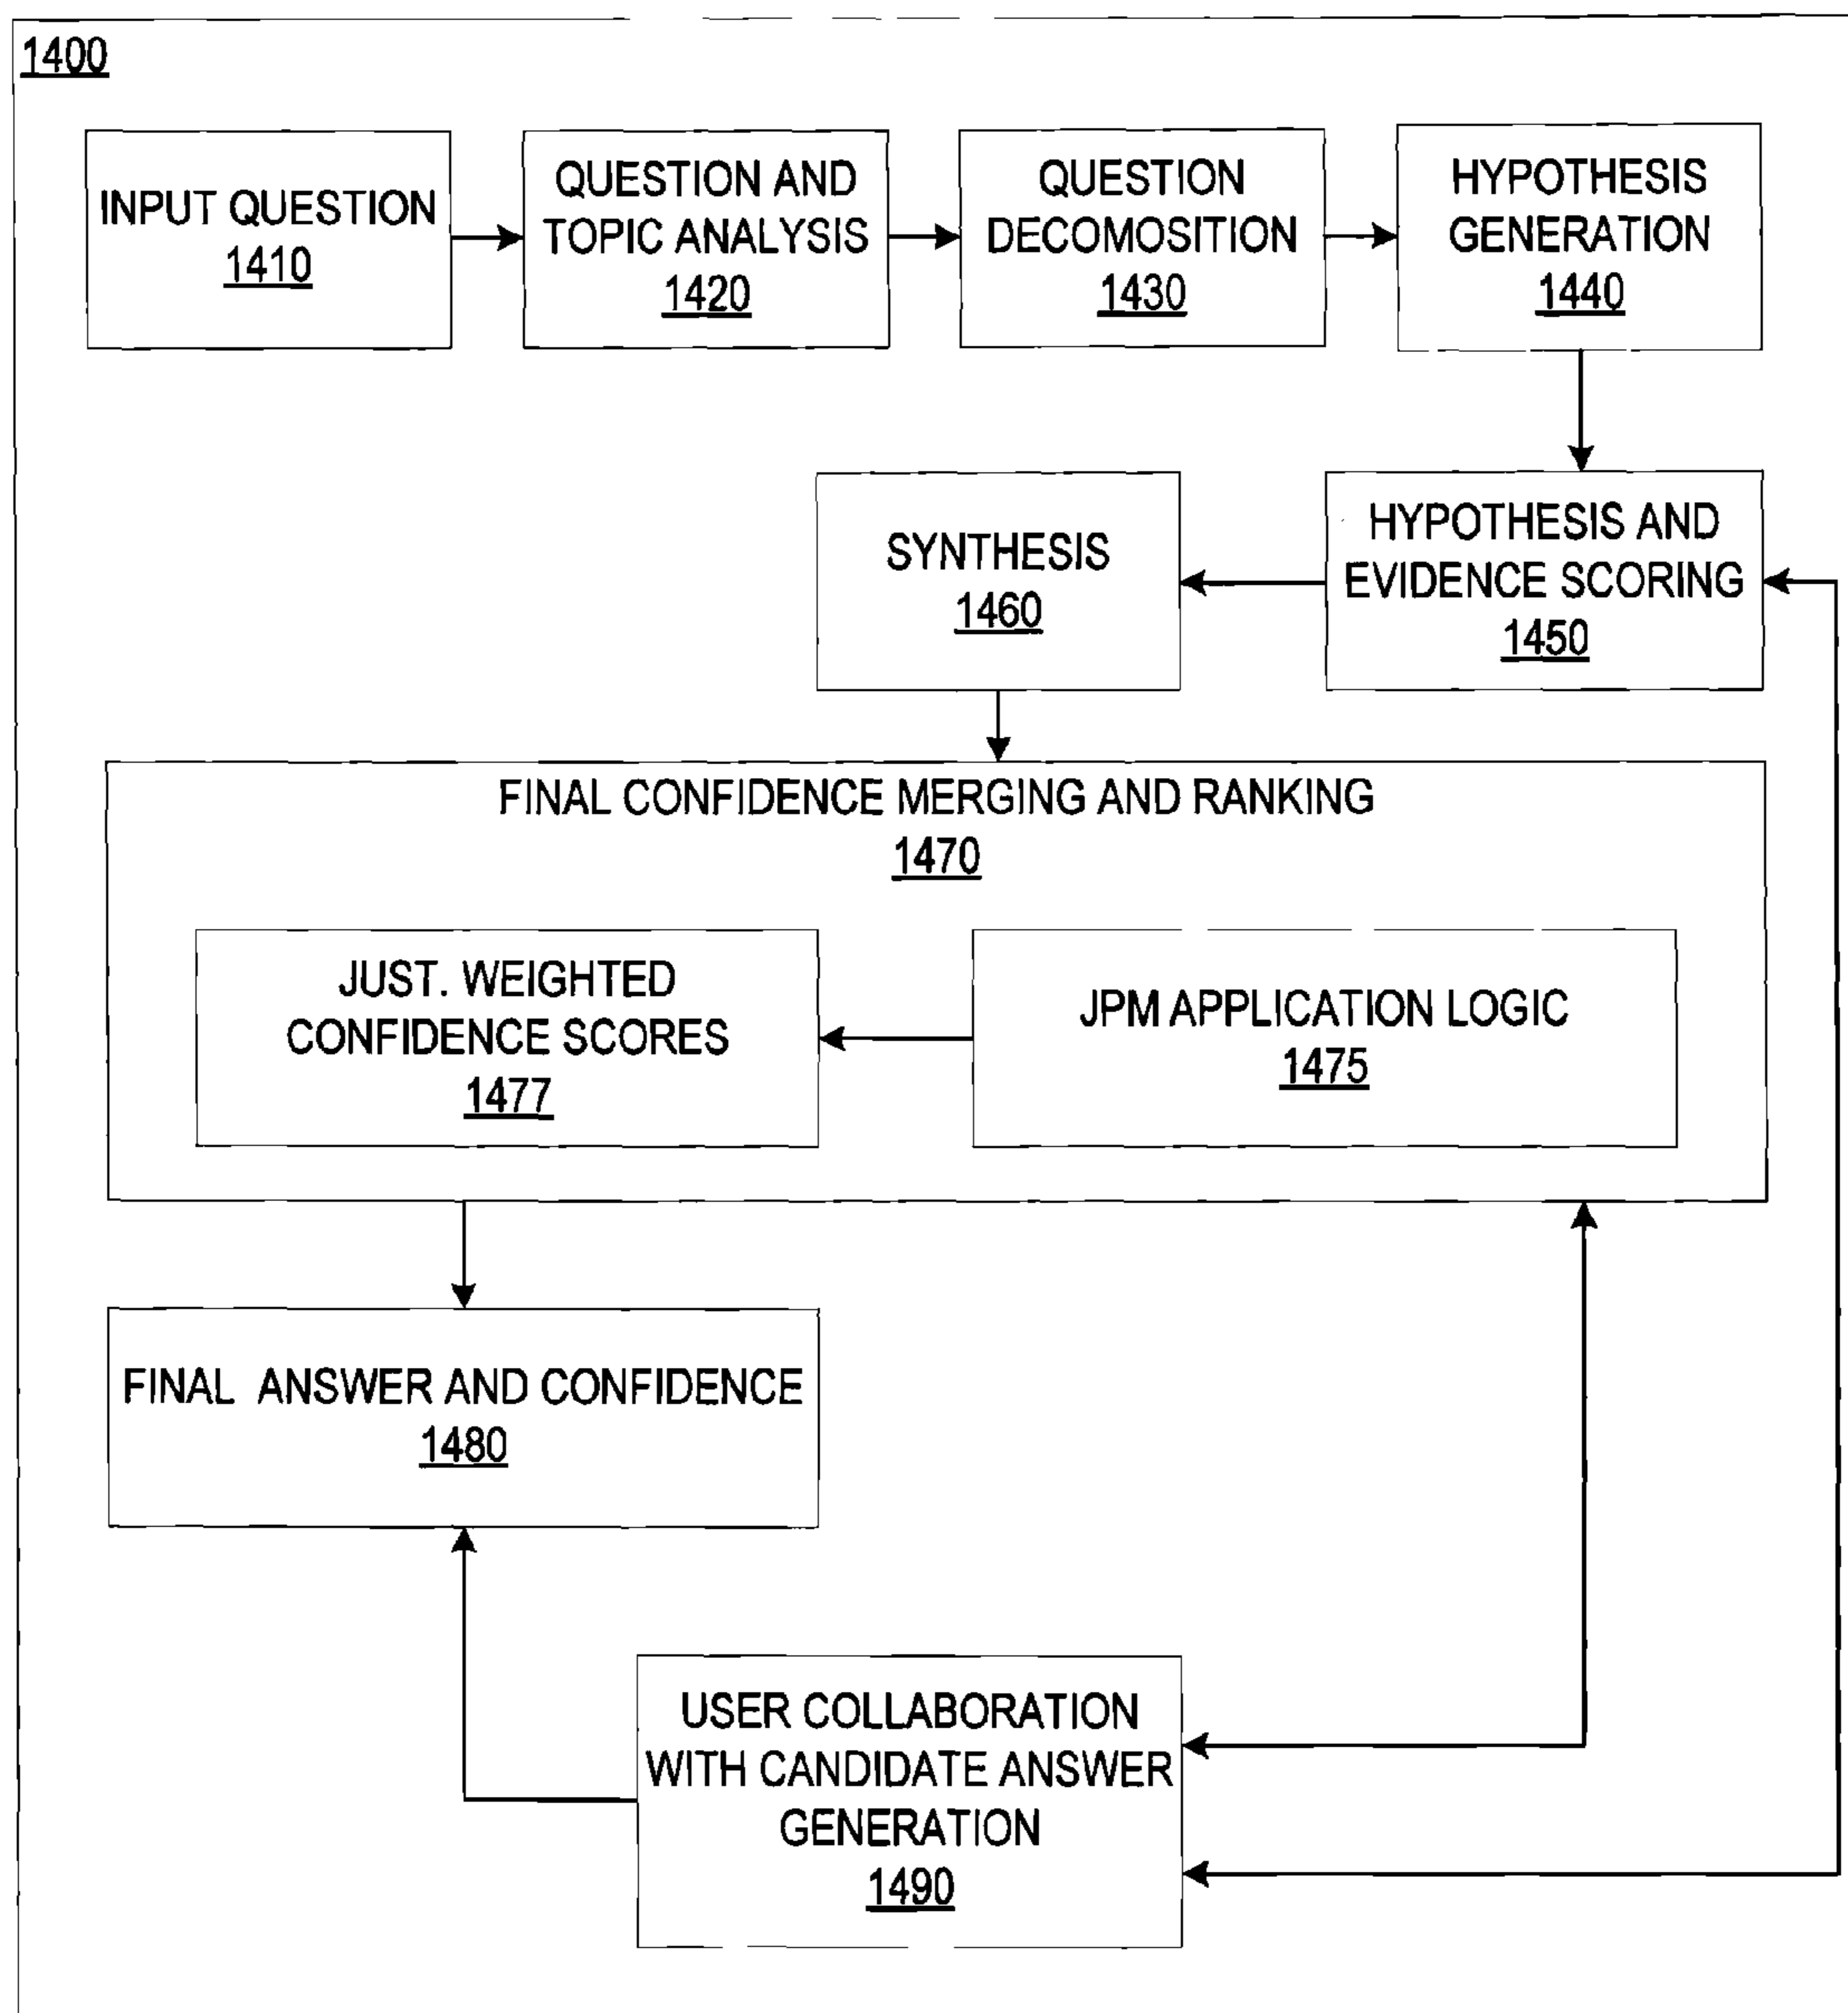 1400
INPUT QUESTION
1410
QUESTION AND
TOPIC ANALYSIS
1420
QUESTION
DECOMOSITION
1430
HYPOTHESIS
GENERATION
1440
SYNTHESIS
1460
HYPOTHESIS AND
EVIDENCE SCORING
1450
FINAL CONFIDENCE MERGING AND RANKING
1470
JUST. WEIGHTED
CONFIDENCE SCORES
1477
JPM APPLICATION LOGIC
1475
FINAL ANSWER AND CONFIDENCE
1480
USER COLLABORATION
WITH CANDIDATE ANSWER
GENERATION
1490